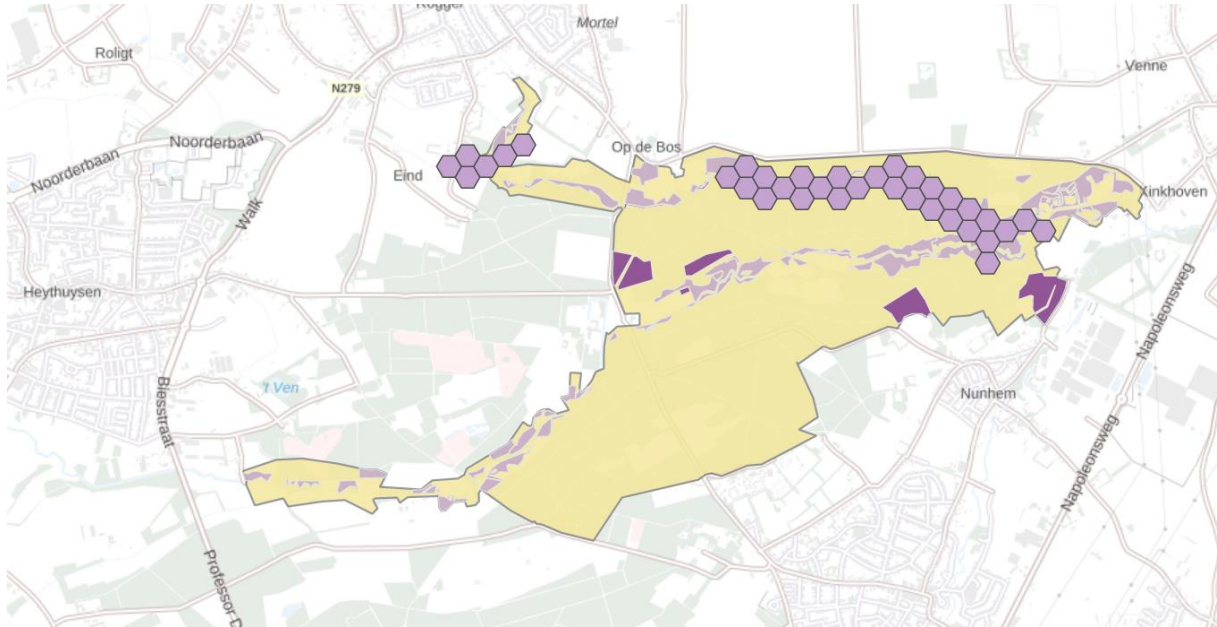 Roggel
Mortel
Roligt
Venne
N279
Noorderbaan
Op de Bos
Noorderbaan
Eind
Xinkhoven
Walk
Heythuysen
Napoleonsweg
't Ven
Nunhem
Biesstraat
Napoleonsweg
Professor D